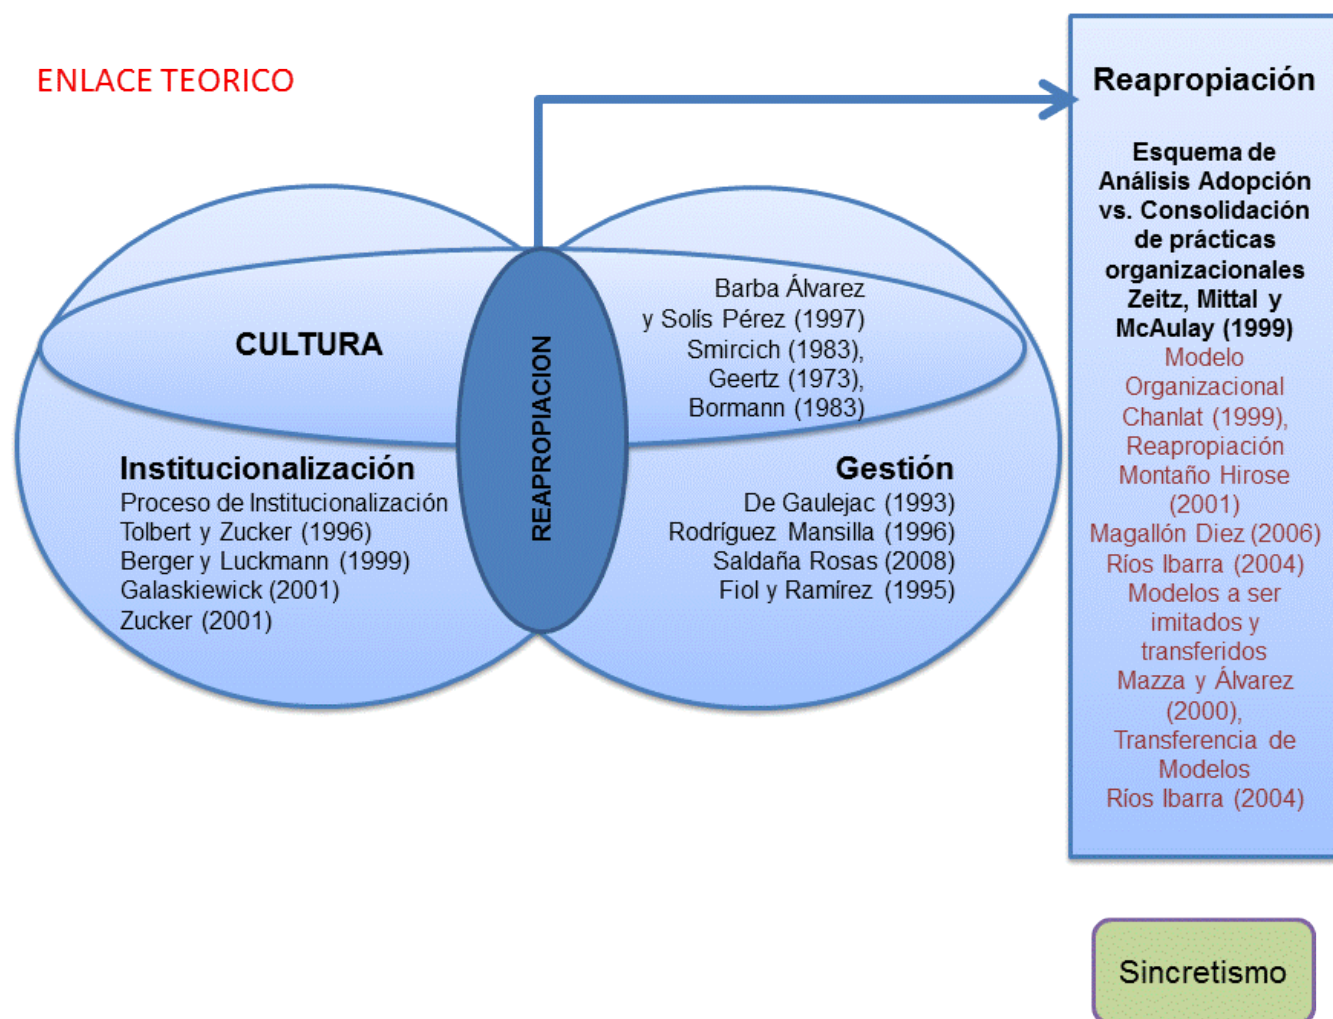 ENLACE TEORICO
CULTURA
Barba Álvarez
y Solís Pérez (1997)
Smircich (1983),
Geertz (1973),
Bormann (1983)
REAPROPIACION
Institucionalización
Proceso de Institucionalización
Tolbert y Zucker (1996)
Berger y Luckmann (1999)
Galaskiewick (2001)
Zucker (2001)
Gestión
De Gaulejac (1993)
Rodríguez Mansilla (1996)
Saldaña Rosas (2008)
Fiol y Ramírez (1995)
Reapropiación
Esquema de
Análisis Adopción
vs. Consolidación
de prácticas
organizacionales
Zeitz, Mittal y
McAulay (1999)
Modelo
Organizacional
Chanlat (1999),
Reapropiación
Montaño Hirose
(2001)
Magallón Diez (2006)
Ríos Ibarra (2004)
Modelos a ser
imitados y
transferidos
Mazza y Álvarez
(2000),
Transferencia de
Modelos
Ríos Ibarra (2004)
Sincretismo